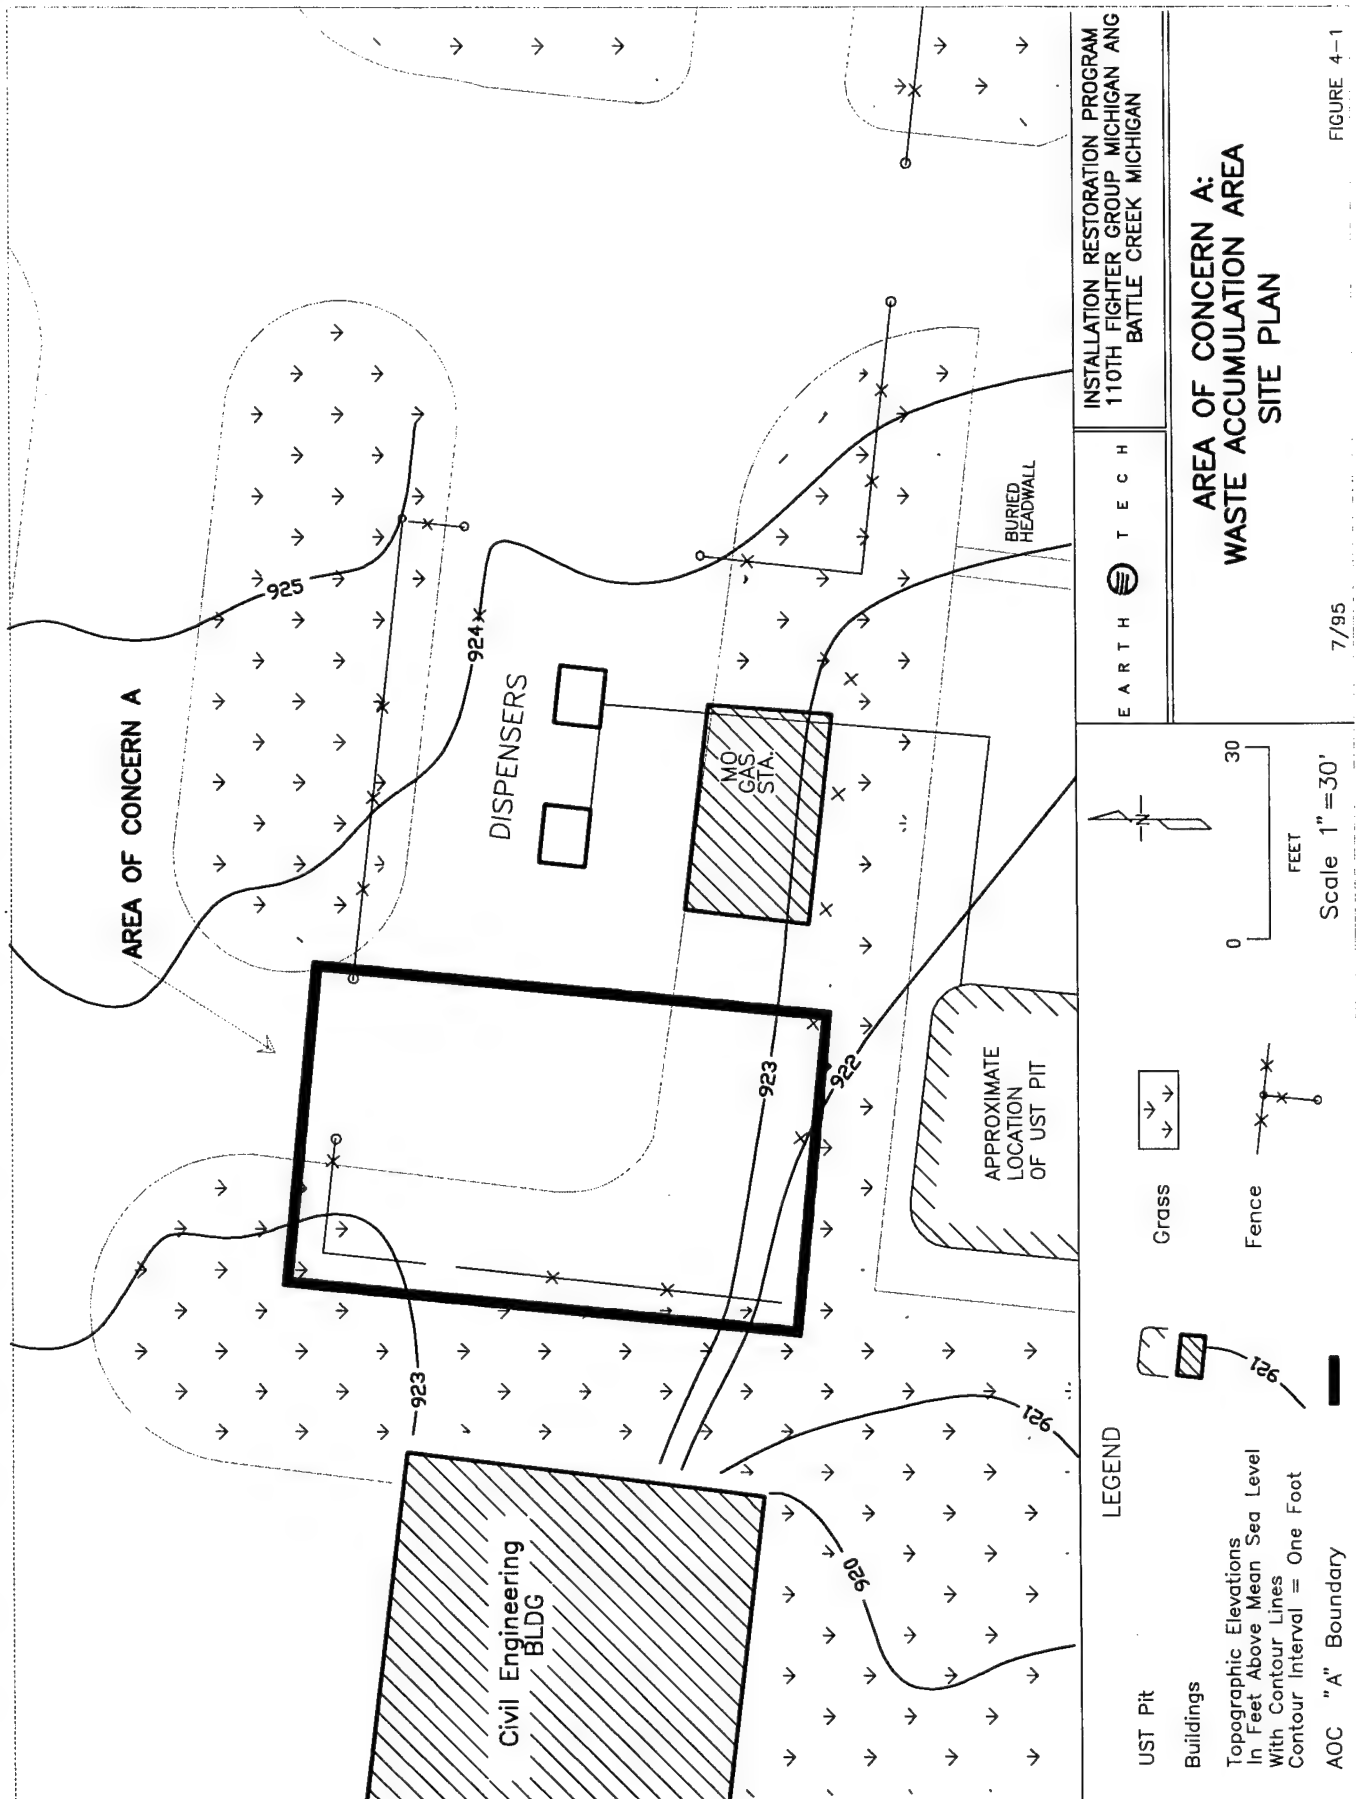 AREA OF CONCERN A
925
924
DISPENSERS
MO
GAS
STA.
BURIED
HEADWALL
923
922
923
APPROXIMATE
LOCATION
OF UST PIT
921
920
Civil Engineering
BLDG
LEGEND
UST Pit
Buildings
Topographic Elevations
In Feet Above Mean Sea Level
With Contour Lines
Contour Interval = One Foot
921
AOC "A" Boundary
Grass
Fence
N
0
30
FEET
Scale 1"=30'
EARTH TECH
INSTALLATION RESTORATION PROGRAM
110TH FIGHTER GROUP MICHIGAN ANG
BATTLE CREEK MICHIGAN
AREA OF CONCERN A:
WASTE ACCUMULATION AREA
SITE PLAN
7/95
FIGURE 4-1